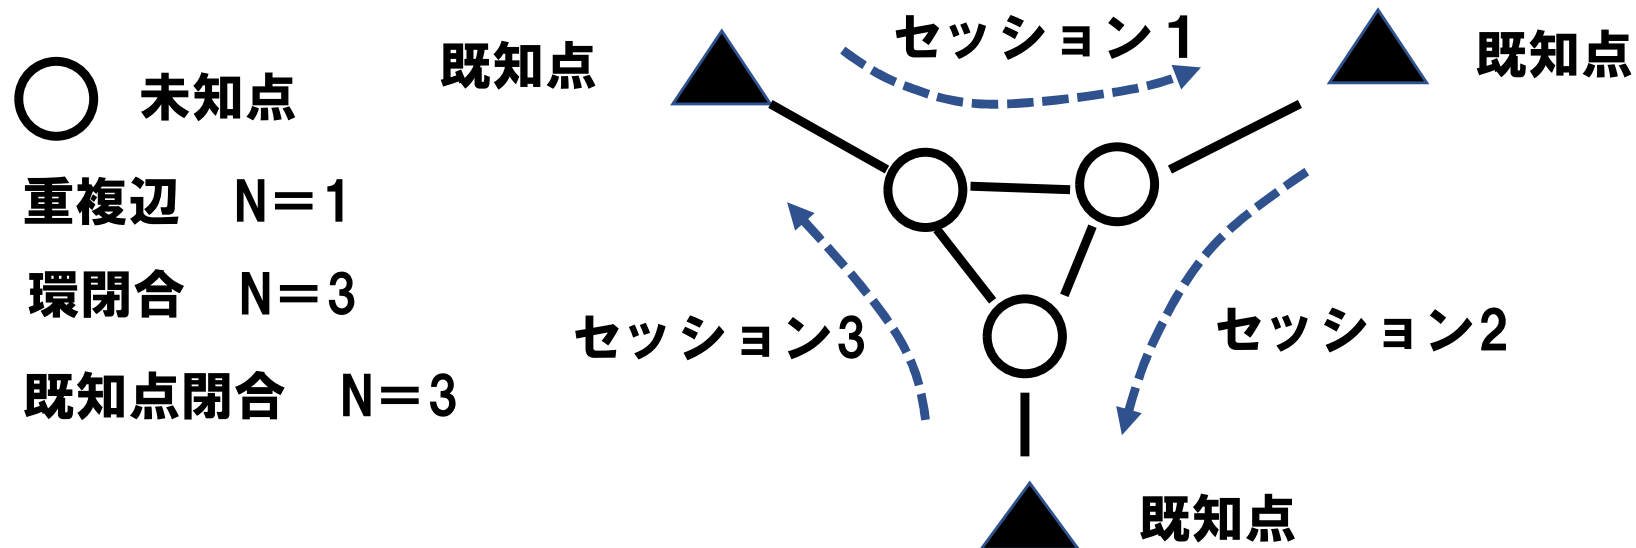 セッション1
既知点
既知点
未知点
重複辺 N=1
環閉合 N=3
セッション3
セッション2
既知点閉合 N=3
既知点